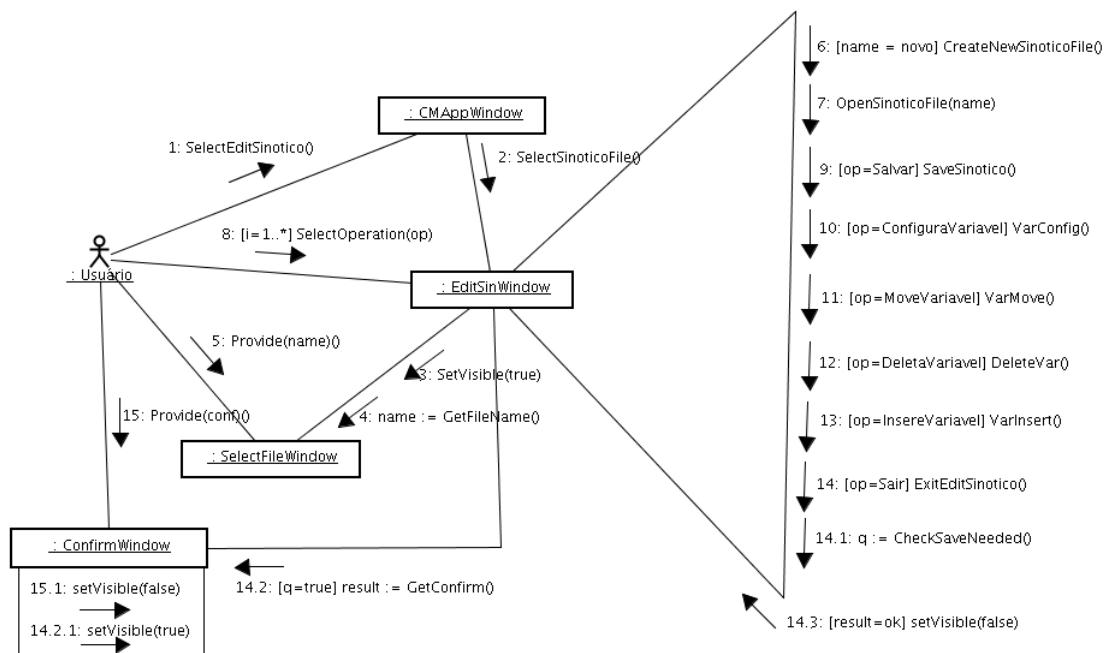 6: [name = novo] CreateNewSinoticoFile()
7: OpenSinoticoFile(name)
: CMAppWindow
1: SelectEditSinotico()
2: SelectSinoticoFile()
9: [op=Salvar] SaveSinotico()
10: [op=ConfiguraVariavel] VarConfig()
8: [i=1..*] SelectOperation(op)
: Usuário
: EditSinWindow
11: [op=MoveVariavel] VarMove()
5: Provide(name)()
3: SetVisible(true)
12: [op=DeletaVariavel] DeleteVar()
15: Provide(conf)()
4: name := GetFileName()
13: [op=InsereVariavel] VarInsert()
: SelectFileWindow
14: [op=Sair] ExitEditSinotico()
14.1: q := CheckSaveNeeded()
: ConfirmWindow
15.1: setVisible(false)
14.2: [q=true] result := GetConfirm()
14.3: [result=ok] setVisible(false)
14.2.1: setVisible(true)